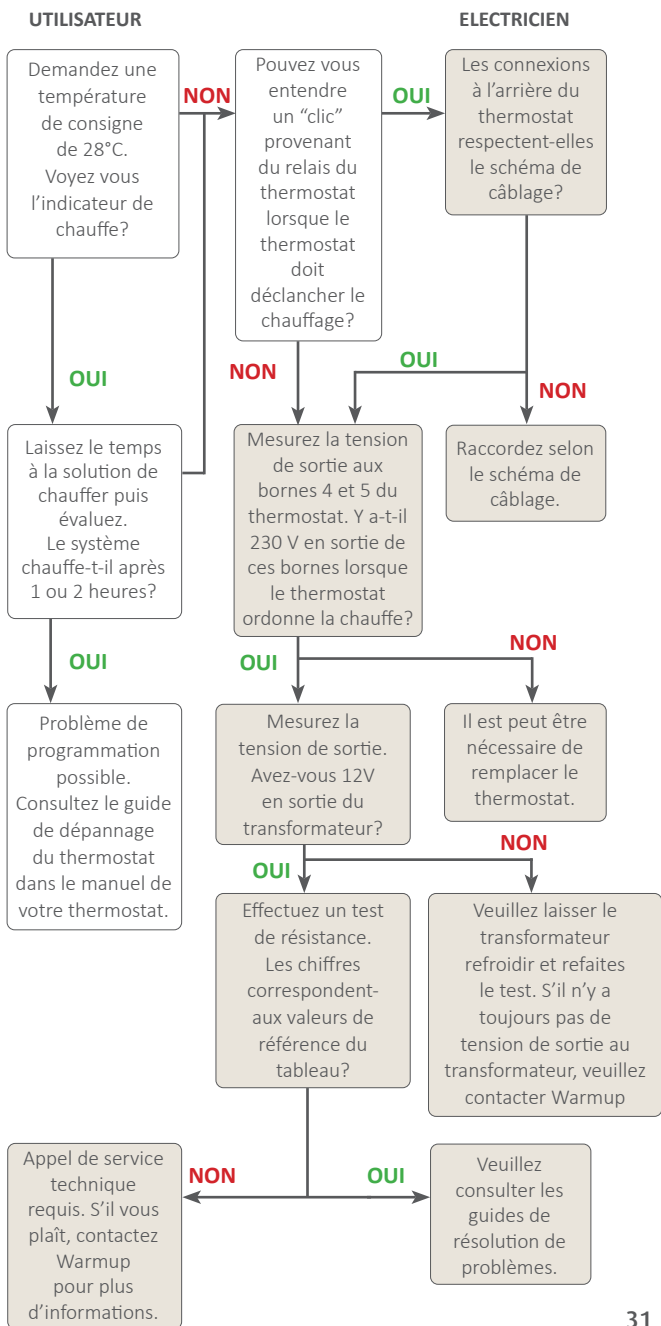 UTILISATEUR
ELECTRICIEN
Demandez une
température
de consigne
de 28°C.
Voyez vous
l’indicateur de
chauffe?
NON
Pouvez vous
entendre
un “clic”
provenant
du relais du
thermostat
lorsque le
thermostat
doit
déclancher le
chauffage?
OUI
Les connexions
à l’arrière du
thermostat
respectent-elles
le schéma de
câblage?
OUI
NON
OUI
NON
Laissez le temps
à la solution de
chauffer puis
évaluez.
Le système
chauffe-t-il après
1 ou 2 heures?
Mesurez la tension
de sortie aux
bornes 4 et 5 du
thermostat. Y a-t-il
230 V en sortie de
ces bornes lorsque
le thermostat
ordonne la chauffe?
Raccordez selon
le schéma de
câblage.
OUI
OUI
NON
Problème de
programmation
possible.
Consultez le guide
de dépannage
du thermostat
dans le manuel de
votre thermostat.
Mesurez la
tension de sortie.
Avez-vous 12V
en sortie du
transformateur?
Il est peut être
nécessaire de
remplacer le
thermostat.
OUI
NON
Effectuez un test
de résistance.
Les chiffres
correspondent-
aux valeurs de
référence du
tableau?
Veuillez laisser le
transformateur
refroidir et refaites
le test. S’il n’y a
toujours pas de
tension de sortie au
transformateur, veuillez
contacter Warmup
Appel de service
technique
requis. S’il vous
plaît, contactez
Warmup
pour plus
d’informations.
NON
OUI
Veuillez
consulter les
guides de
résolution de
problèmes.
31